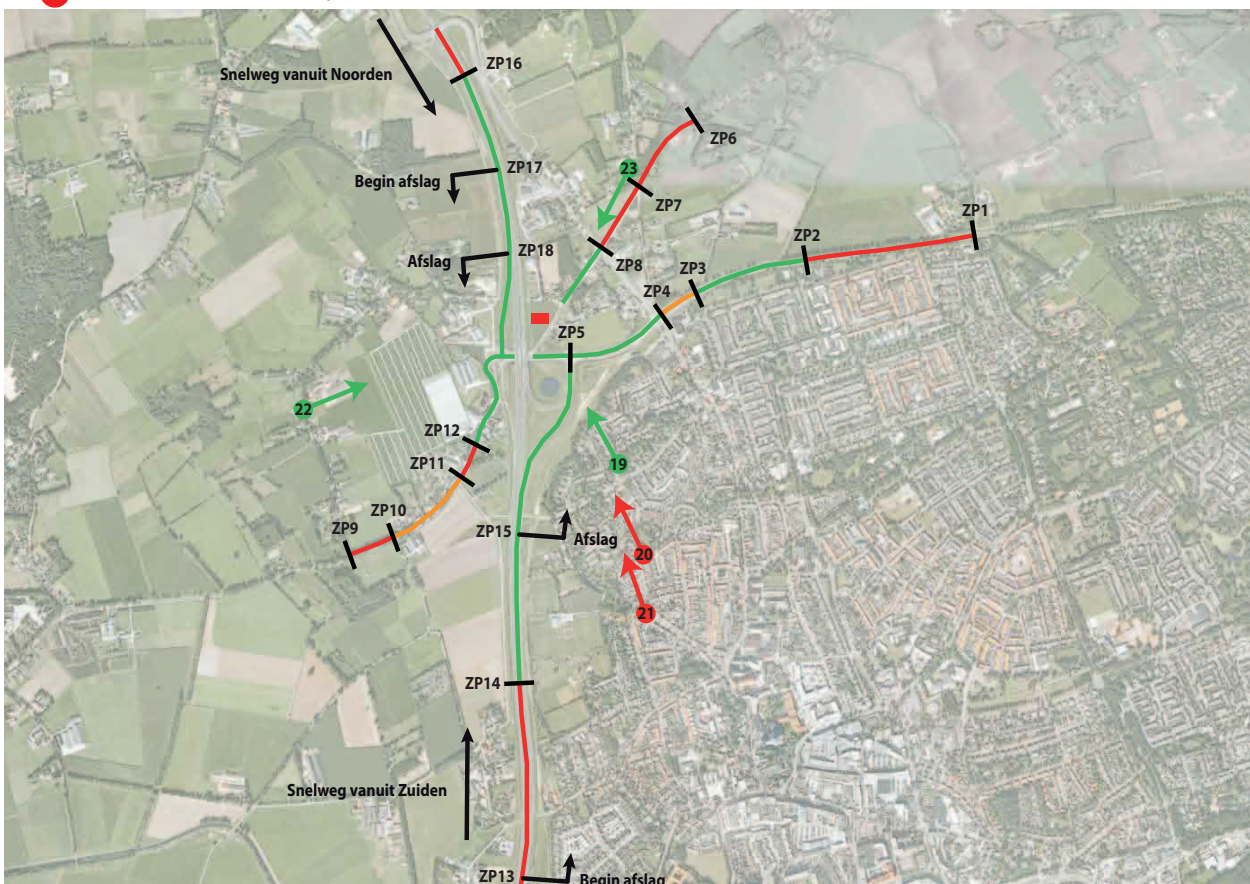 Snelweg vanuit Noorden
ZP16
ZP17
Begin afslag
Afslag
ZP18
ZP6
23
ZP7
ZP8
ZP1
ZP2
ZP3
ZP4
ZP5
22
ZP12
ZP11
ZP10
ZP9
19
ZP15
Afslag
20
21
ZP14
Snelweg vanuit Zuiden
ZP13
Begin afslag